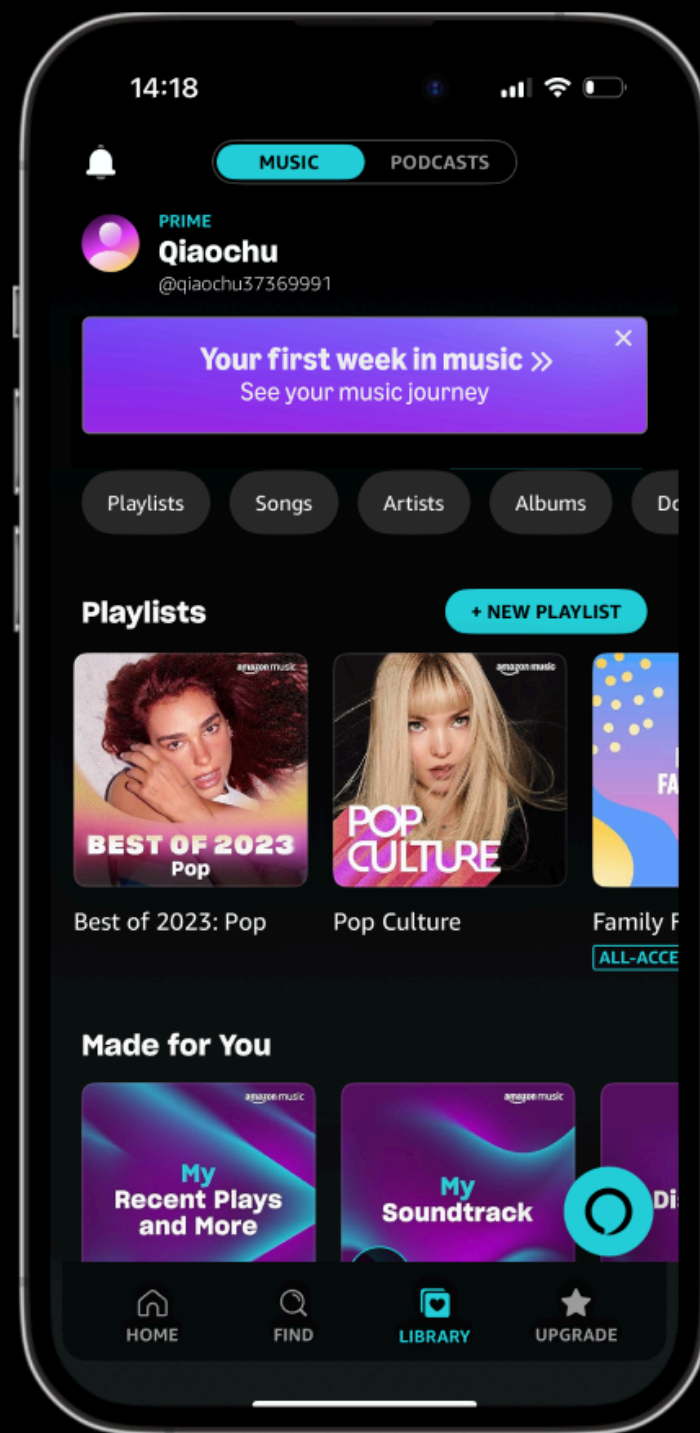 14:18
MUSIC
PODCASTS
PRIME
Qiaochu
@qiaochu37369991
Your first week in music >>
See your music journey
Playlists
Songs
Artists
Albums
Playlists
+ NEW PLAYLIST
amazon music
BEST OF 2023
Pop
amazon music
POP
CULTURE
Best of 2023: Pop
Pop Culture
Family
Made for You
amazon music
My
Recent Plays
and More
amazon music
My
Soundtrack
HOME
FIND
LIBRARY
UPGRADE